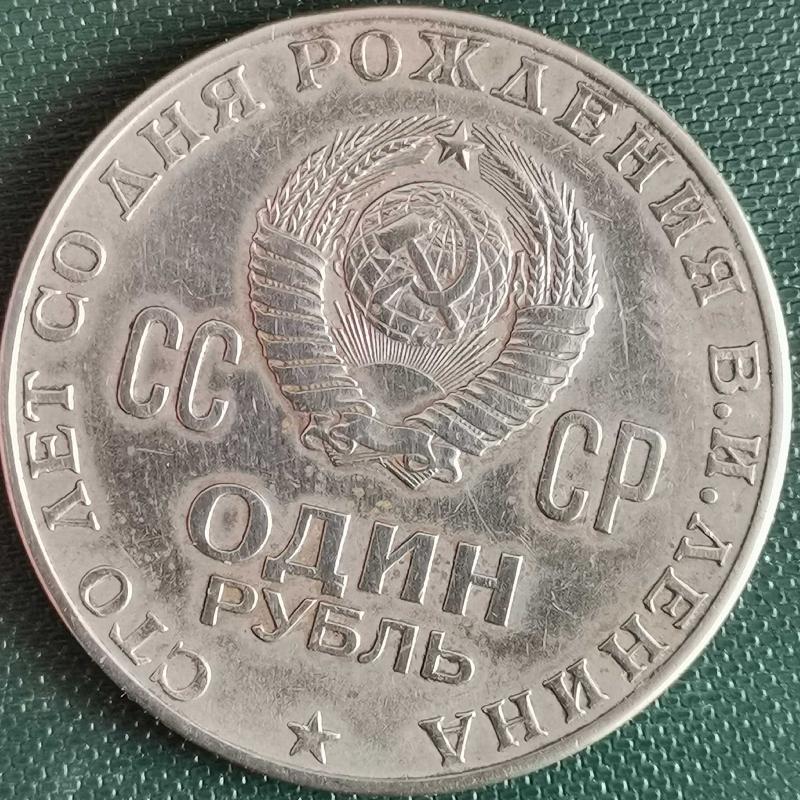 СТО ЛЕТ СО ДНЯ РОЖДЕНИЯ В.И.ЛЕНИНА
СС СР
ОДИН
РУБЛЬ